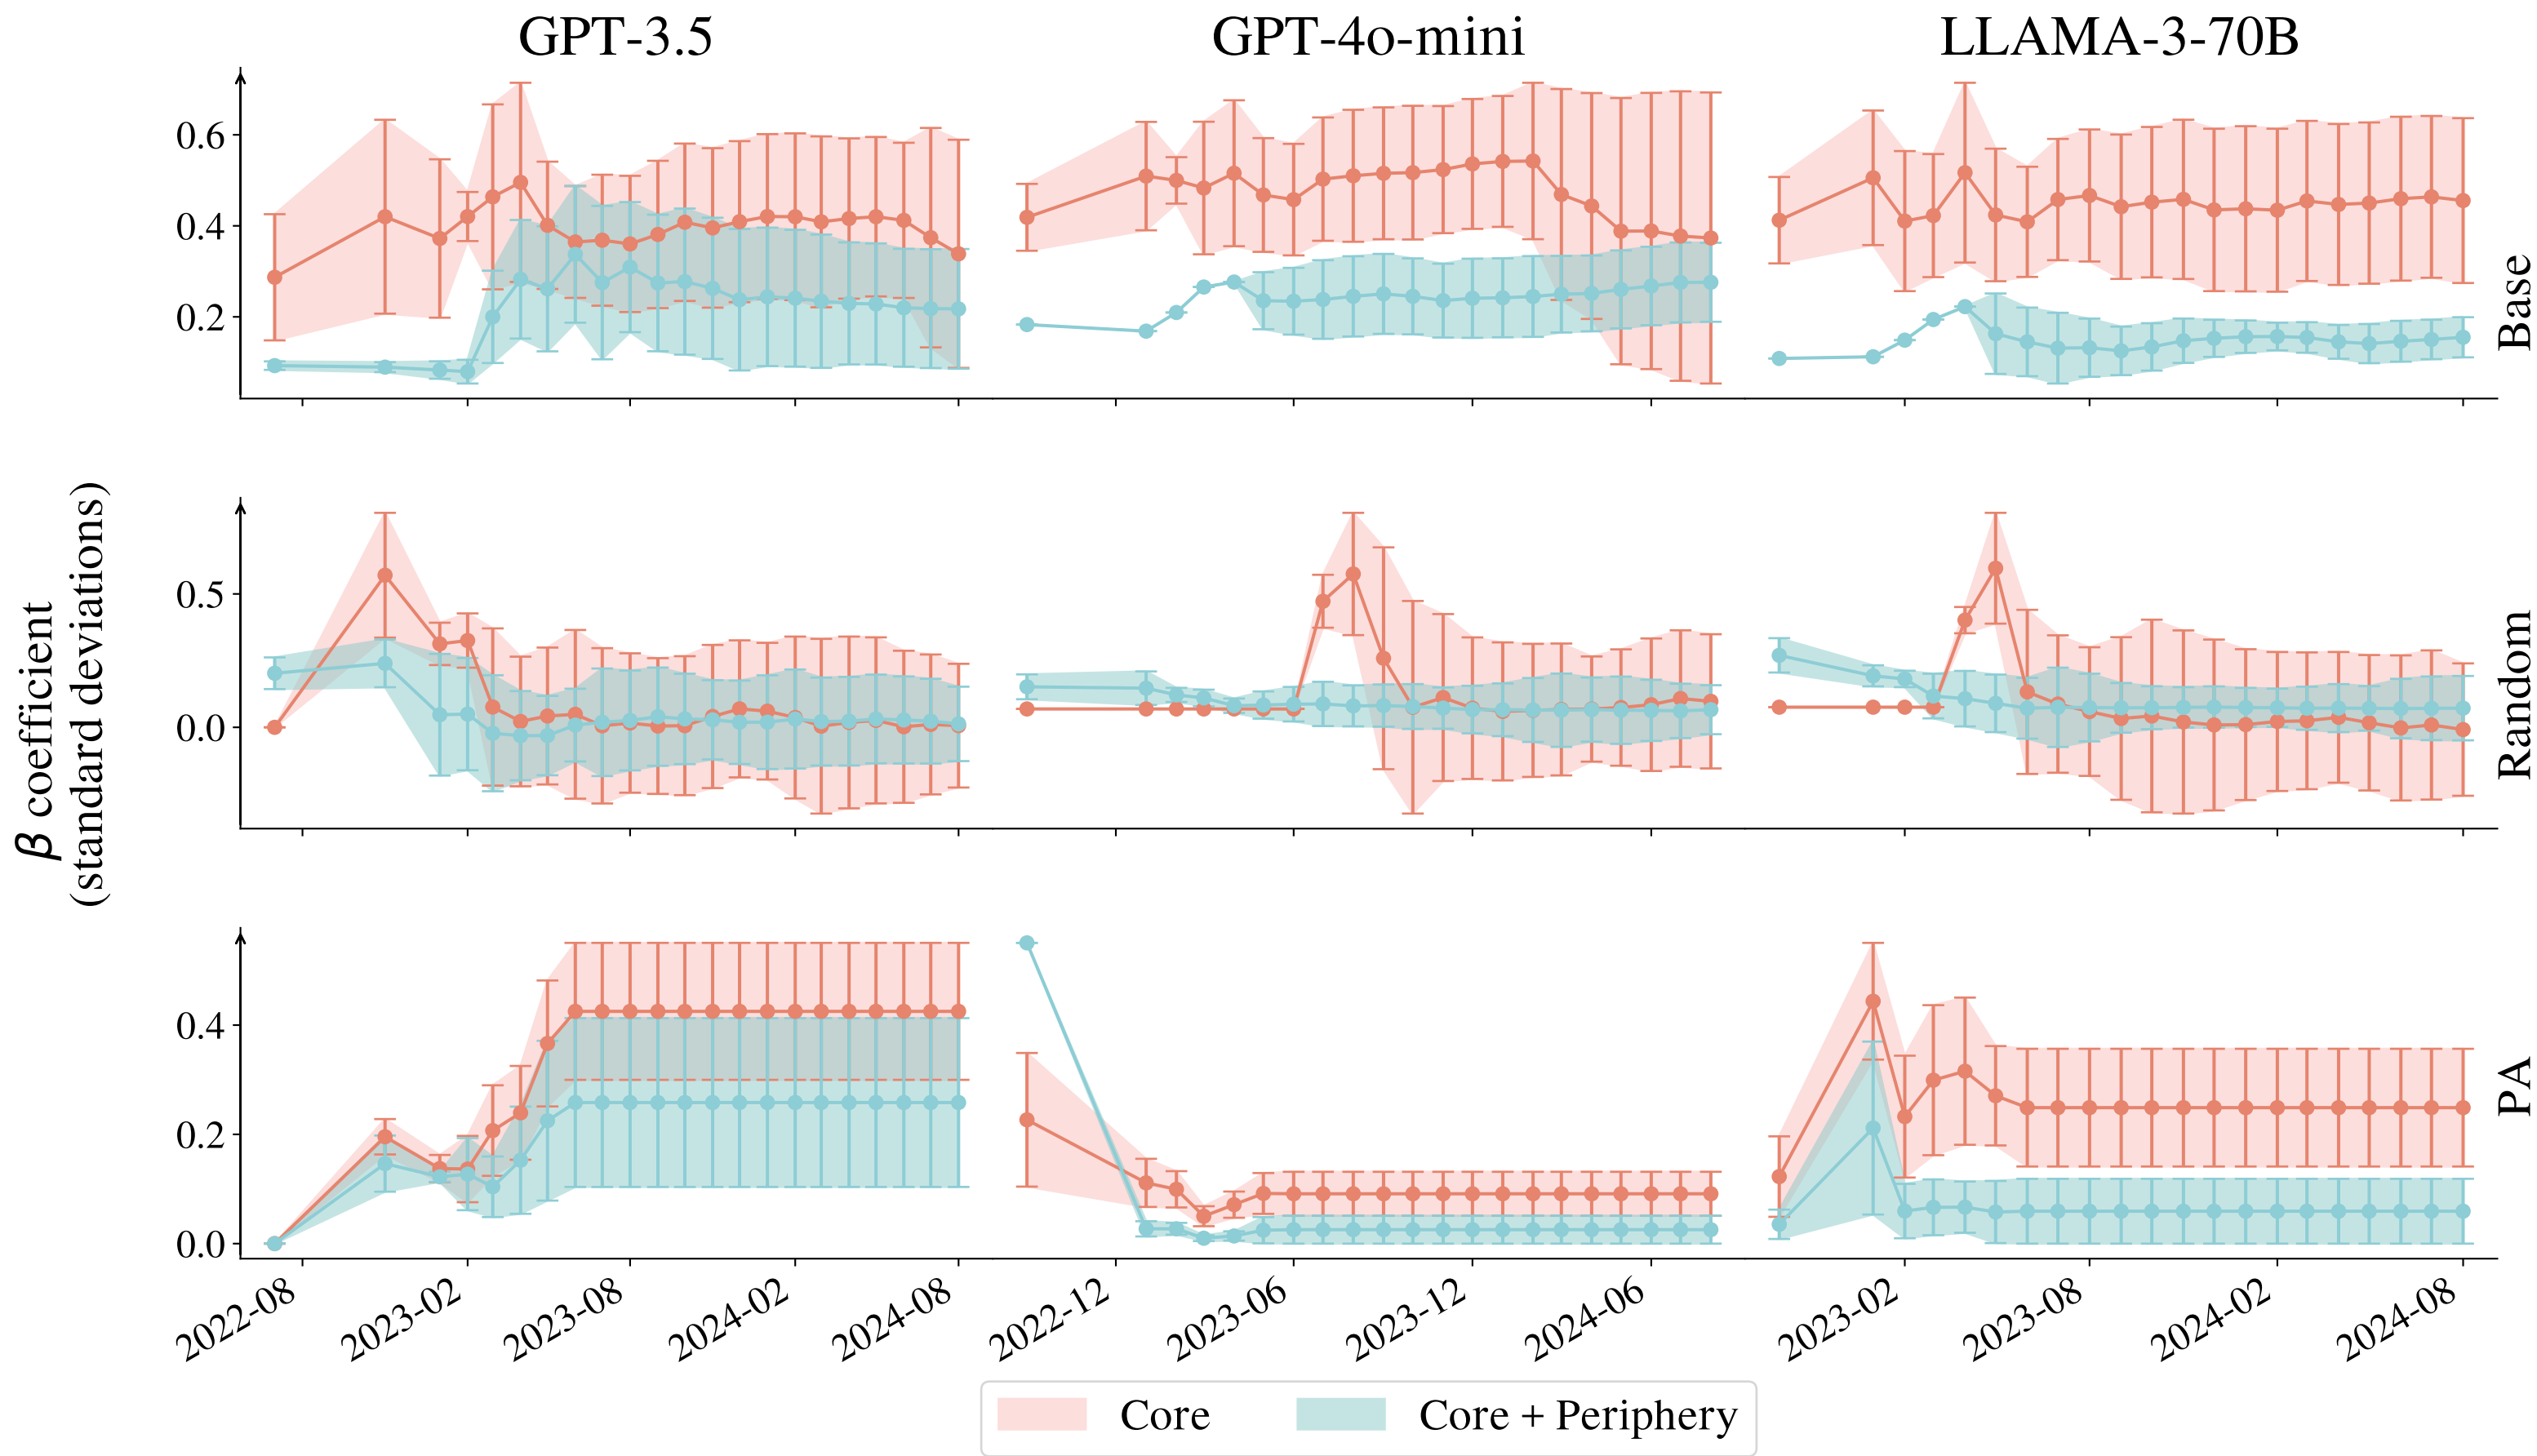 GPT-3.5
GPT-4o-mini
LLAMA-3-70B
0.6
0.4
0.2
Base
β coefficient
(standard deviations)
0.5
0.0
Random
0.4
0.2
0.0
PA
2022-08
2023-02
2023-08
2024-02
2024-08
2022-12
2023-06
2023-12
2024-06
2023-02
2023-08
2024-02
2024-08
Core
Core + Periphery